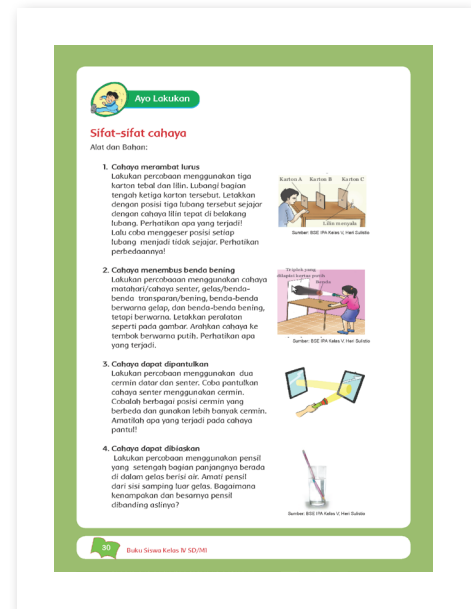 Ayo Lakukan
Sifat-sifat cahaya
Alat dan Bahan:
1. Cahaya merambat lurus
Lakukan percobaan menggunakan tiga
karton tebal dan lilin. Lubangi bagian
tengah ketiga karton tersebut. Letakkan
dengan posisi tiga lubang tersebut sejajar
dengan cahaya lilin tepat di belakang
lubang. Perhatikan apa yang terjadi!
Lalu coba menggeser posisi setiap
lubang menjadi tidak sejajar. Perhatikan
perbedaannya!
Karton A Karton B Karton C
Lilin menyala
Sumber: BSE IPA Kelas V, Heri Sulistio
2. Cahaya menembus benda bening
Lakukan percobaaan menggunakan cahaya
matahari/cahaya senter, gelas/benda-
benda transparan/bening, benda-benda
berwarna gelap, dan benda-benda bening,
tetapi berwarna. Letakkan peralatan
seperti pada gambar. Arahkan cahaya ke
tembok berwarna putih. Perhatikan apa
yang terjadi.
Triplek yang
dilapisi kertas putih
Benda
Sumber: BSE IPA Kelas V, Heri Sulistio
3. Cahaya dapat dipantulkan
Lakukan percobaan menggunakan dua
cermin datar dan senter. Coba pantulkan
cahaya senter menggunakan cermin.
Cobalah berbagai posisi cermin yang
berbeda dan gunakan lebih banyak cermin.
Amatilah apa yang terjadi pada cahaya
pantul!
4. Cahaya dapat dibiaskan
Lakukan percobaan menggunakan pensil
yang setengah bagian panjangnya berada
di dalam gelas berisi air. Amati pensil
dari sisi samping luar gelas. Bagaimana
kenampakan dan besarnya pensil
dibanding aslinya?
Sumber: BSE IPA Kelas V, Heri Sulistio
30 Buku Siswa Kelas IV SD/MI